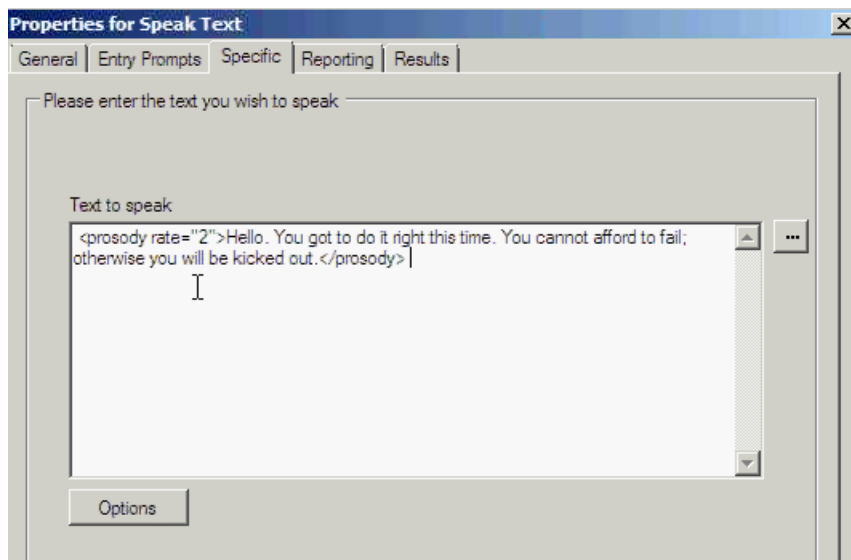 Properties for Speak Text
General Entry Prompts Specific Reporting Results
Please enter the text you wish to speak
Text to speak
<prosody rate="2">Hello. You got to do it right this time. You cannot afford to fail;
otherwise you will be kicked out.</prosody>
...
Options